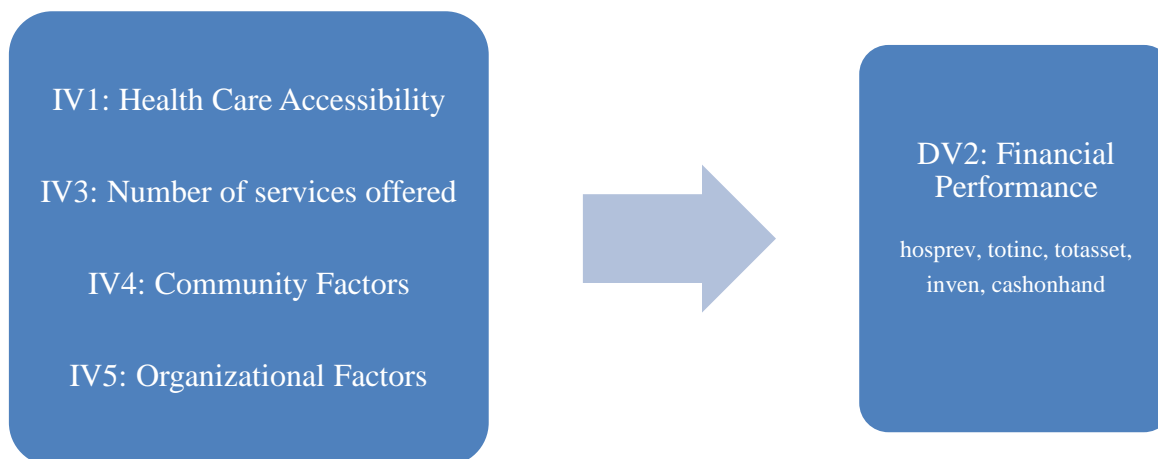 IV1: Health Care Accessibility
IV3: Number of services offered
IV4: Community Factors
IV5: Organizational Factors
DV2: Financial
Performance
hosprev, totinc, totasset,
inven, cashonhand